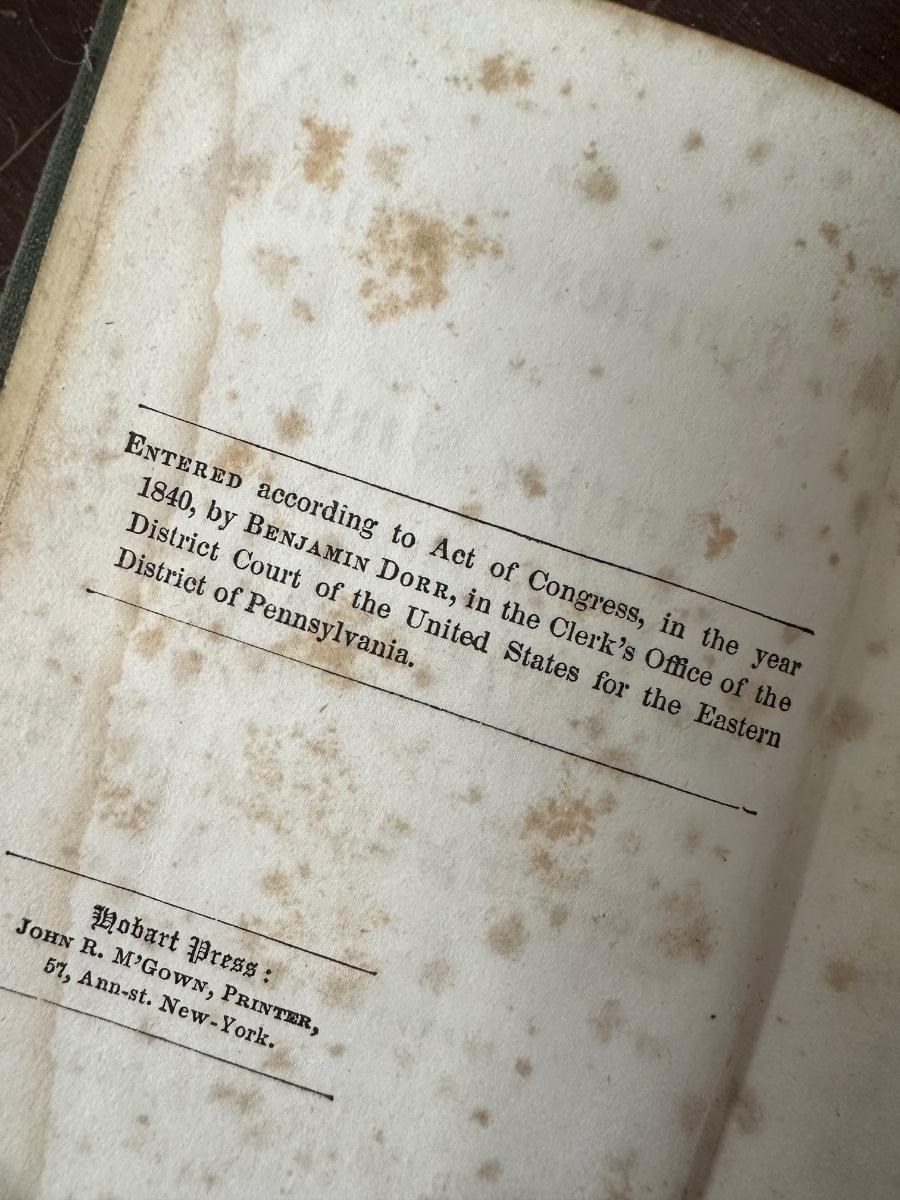 ENTERED according to Act of Congress, in the year
1840, by BENJAMIN DORR, in the Clerk's Office of the
District Court of the United States for the Eastern
District of Pennsylvania.
Hobart Press:
JOHN R. M'GOWN, PRINTER,
57, Ann-st. New-York.